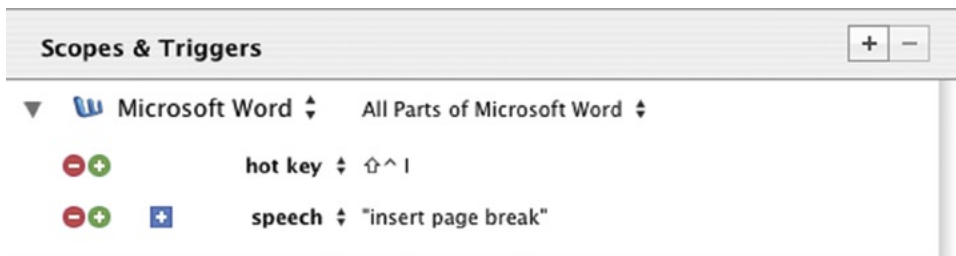 Scopes & Triggers + −
Microsoft Word All Parts of Microsoft Word
hot key ⇧^ I
speech "insert page break"